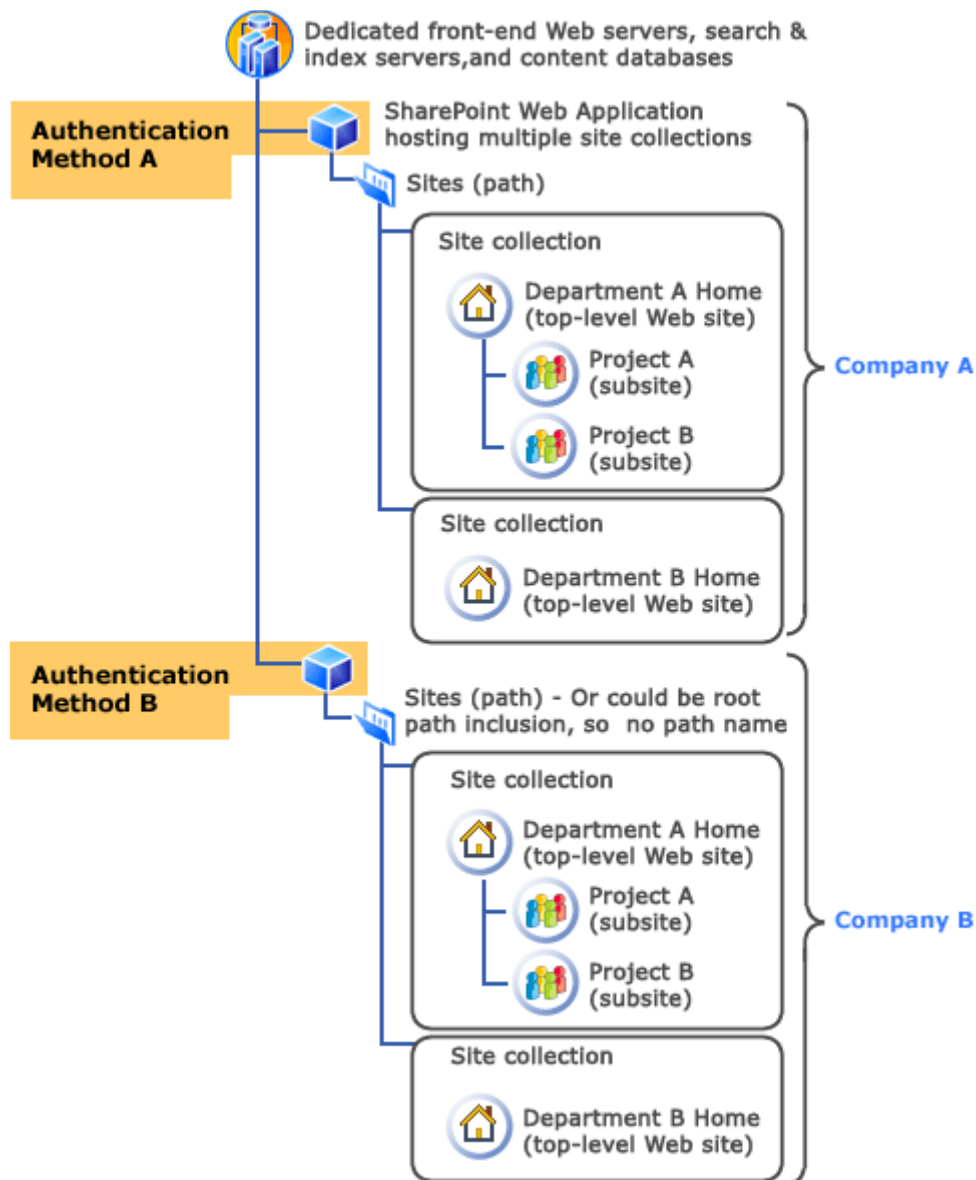 Dedicated front-end Web servers, search &
index servers,and content databases
Authentication
Method A
SharePoint Web Application
hosting multiple site collections
Sites (path)
Site collection
Department A Home
(top-level Web site)
Project A
(subsite)
Project B
(subsite)
Company A
Site collection
Department B Home
(top-level Web site)
Authentication
Method B
Sites (path) - Or could be root
path inclusion, so  no path name
Site collection
Department A Home
(top-level Web site)
Project A
(subsite)
Project B
(subsite)
Company B
Site collection
Department B Home
(top-level Web site)